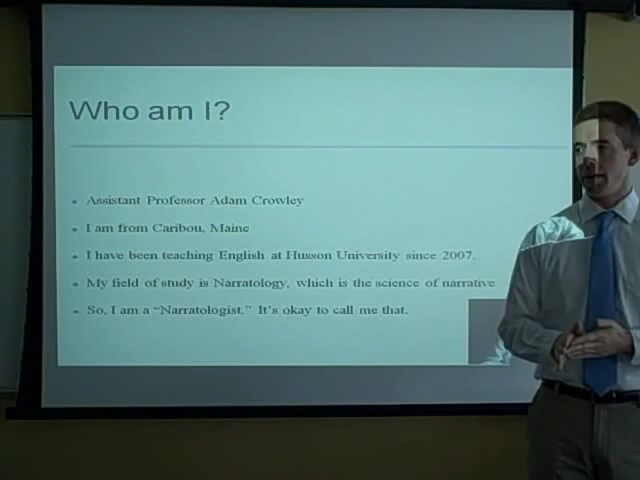 Who am I?
Assistant Professor Adam Crowley
I am from Caribou, Maine
I have been teaching English at Husson University since 2007.
My field of study is Narratology, which is the science of narrative
So, I am a “Narratologist.” It’s okay to call me that.